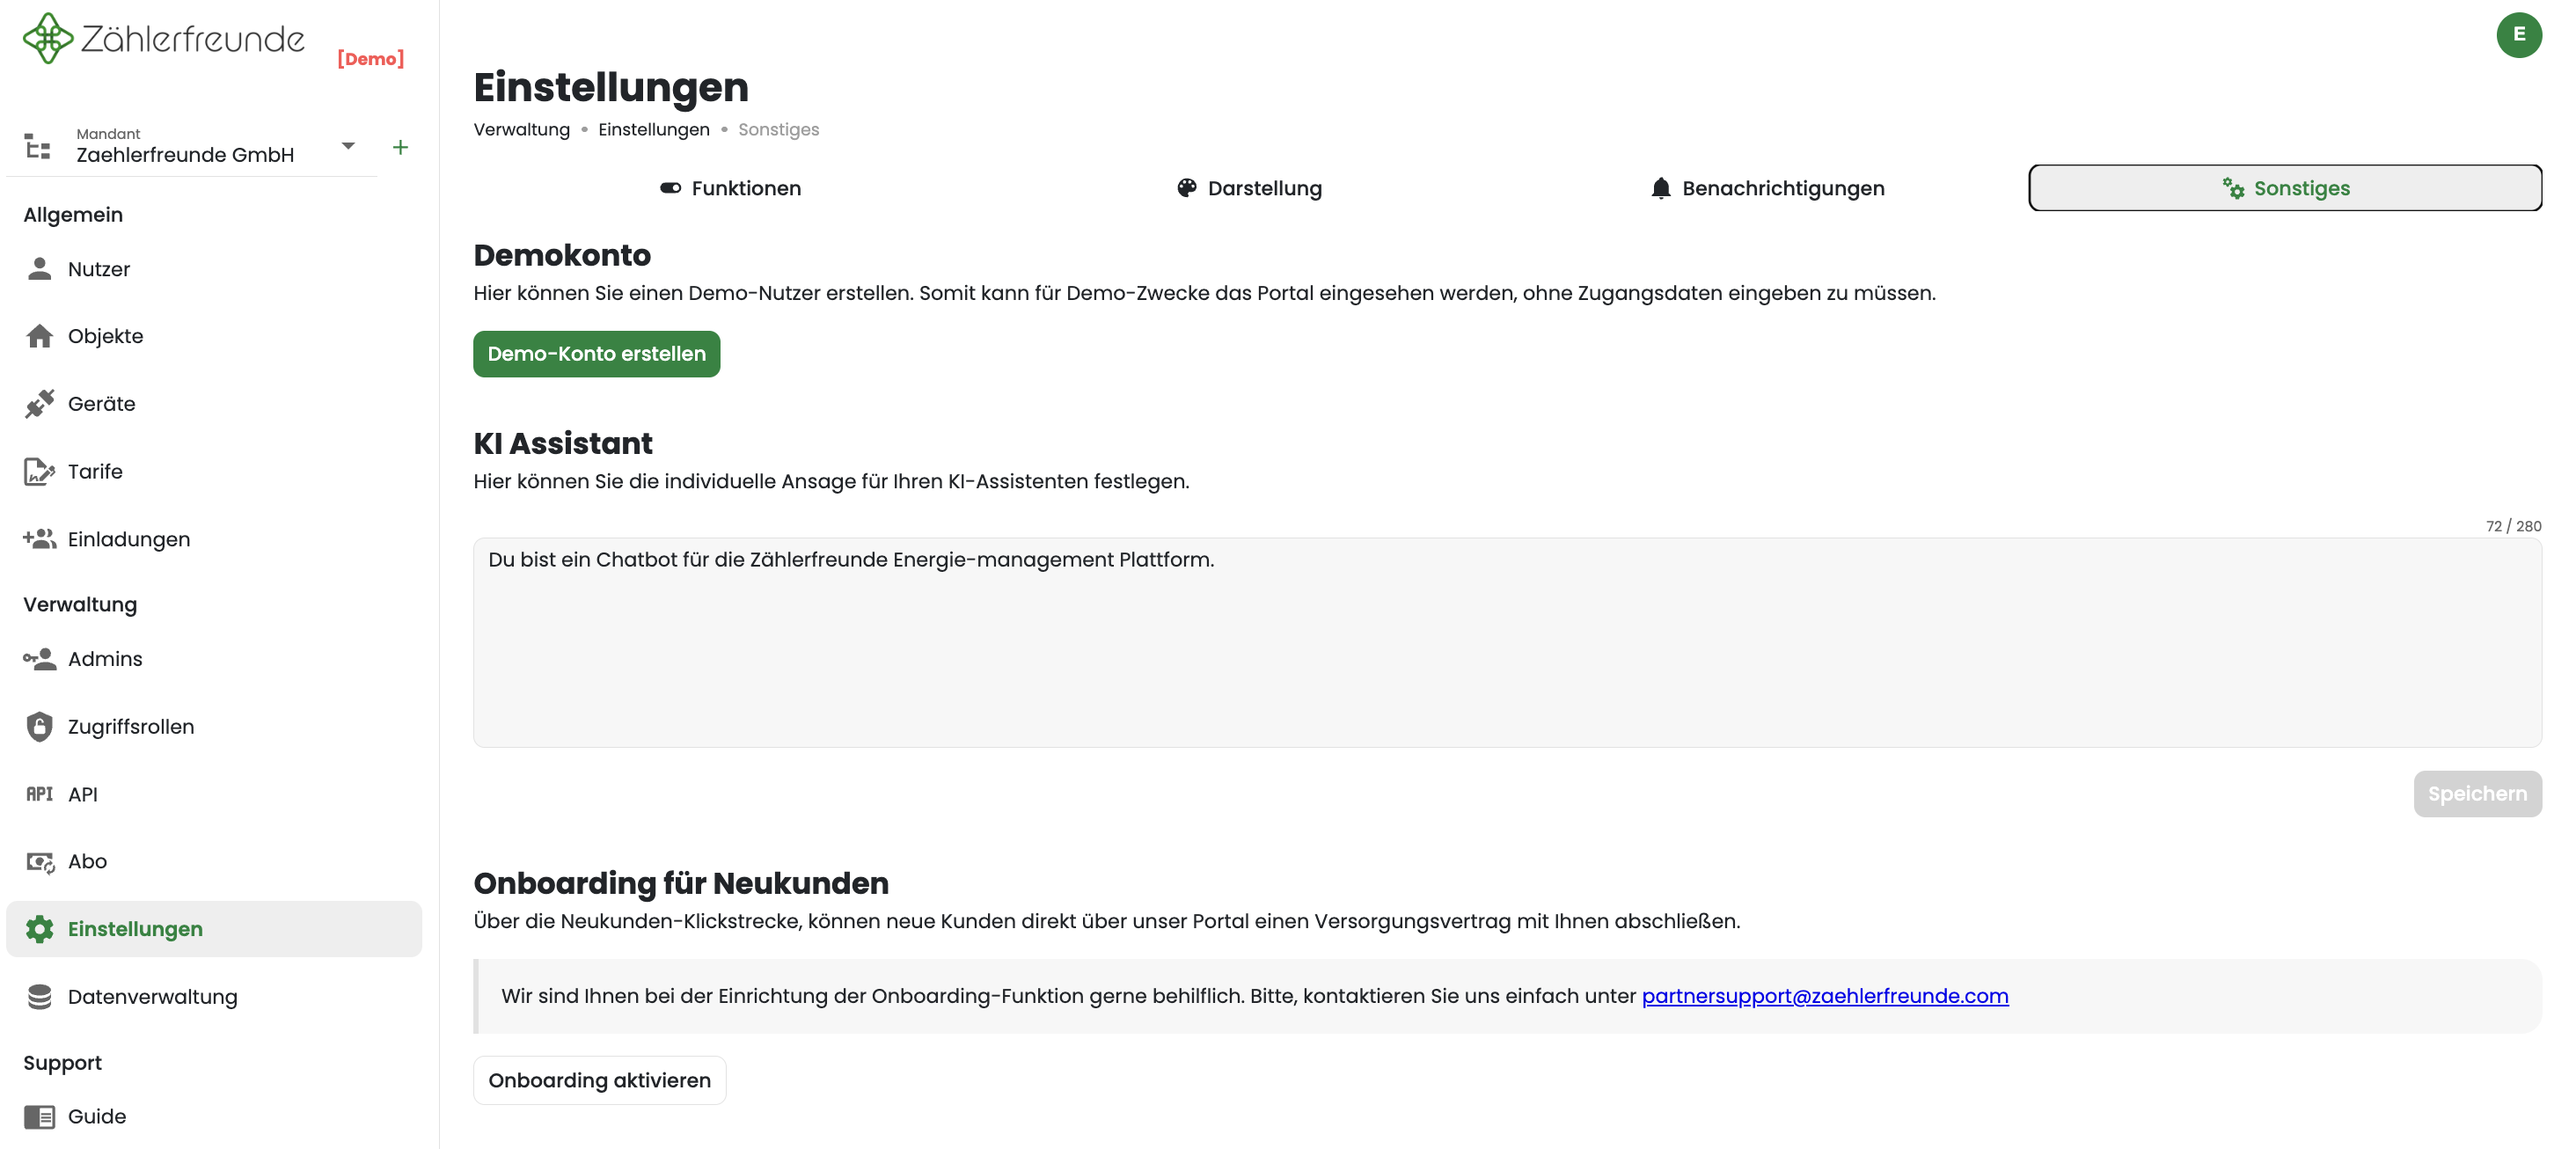 Zählerfreunde
[Demo]
E
Mandant
Zaehlerfreunde GmbH
+
Allgemein
Nutzer
Objekte
Geräte
Tarife
Einladungen
Verwaltung
Admins
Zugriffsrollen
API API
Abo
Einstellungen
Datenverwaltung
Support
Guide
Einstellungen
Verwaltung • Einstellungen • Sonstiges
Funktionen
Darstellung
Benachrichtigungen
Sonstiges
Demokonto
Hier können Sie einen Demo-Nutzer erstellen. Somit kann für Demo-Zwecke das Portal eingesehen werden, ohne Zugangsdaten eingeben zu müssen.
Demo-Konto erstellen
KI Assistant
Hier können Sie die individuelle Ansage für Ihren KI-Assistenten festlegen.
72 / 280
Du bist ein Chatbot für die Zählerfreunde Energie-management Plattform.
Speichern
Onboarding für Neukunden
Über die Neukunden-Klickstrecke, können neue Kunden direkt über unser Portal einen Versorgungsvertrag mit Ihnen abschließen.
Wir sind Ihnen bei der Einrichtung der Onboarding-Funktion gerne behilflich. Bitte, kontaktieren Sie uns einfach unter partnersupport@zaehlerfreunde.com
Onboarding aktivieren